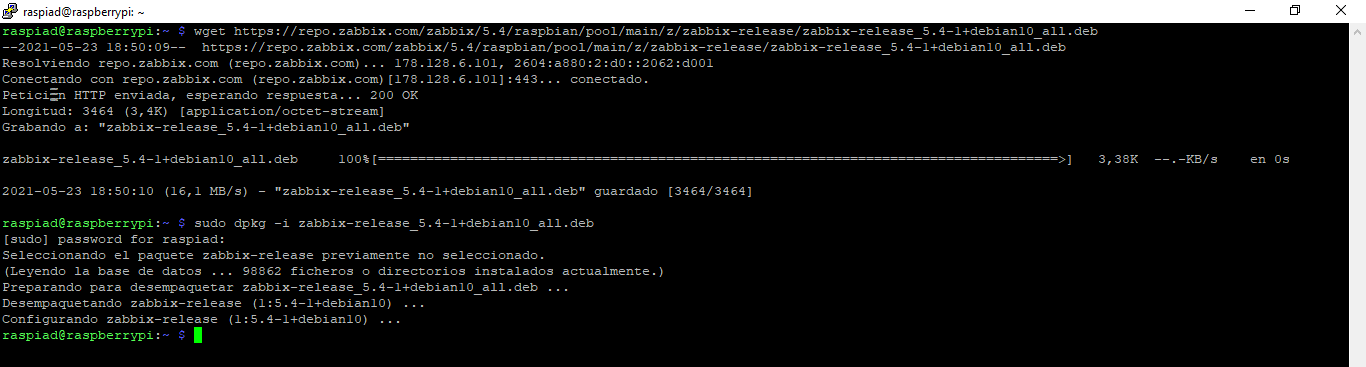 raspiad@raspberrypi: ~
raspiad@raspberrypi:~ $ wget https://repo.zabbix.com/zabbix/5.4/raspbian/pool/main/z/zabbix-release/zabbix-release_5.4-1+debian10_all.deb
--2021-05-23 18:50:09--  https://repo.zabbix.com/zabbix/5.4/raspbian/pool/main/z/zabbix-release/zabbix-release_5.4-1+debian10_all.deb
Resolviendo repo.zabbix.com (repo.zabbix.com)... 178.128.6.101, 2604:a880:2:d0::2062:d001
Conectando con repo.zabbix.com (repo.zabbix.com)[178.128.6.101]:443... conectado.
Petición HTTP enviada, esperando respuesta... 200 OK
Longitud: 3464 (3,4K) [application/octet-stream]
Grabando a: "zabbix-release_5.4-1+debian10_all.deb"
zabbix-release_5.4-1+debian10_all.deb     100%[=====================================================================================>]   3,38K  --.-KB/s    en 0s
2021-05-23 18:50:10 (16,1 MB/s) - "zabbix-release_5.4-1+debian10_all.deb" guardado [3464/3464]
raspiad@raspberrypi:~ $ sudo dpkg -i zabbix-release_5.4-1+debian10_all.deb
[sudo] password for raspiad:
Seleccionando el paquete zabbix-release previamente no seleccionado.
(Leyendo la base de datos ... 98862 ficheros o directorios instalados actualmente.)
Preparando para desempaquetar zabbix-release_5.4-1+debian10_all.deb ...
Desempaquetando zabbix-release (1:5.4-1+debian10) ...
Configurando zabbix-release (1:5.4-1+debian10) ...
raspiad@raspberrypi:~ $